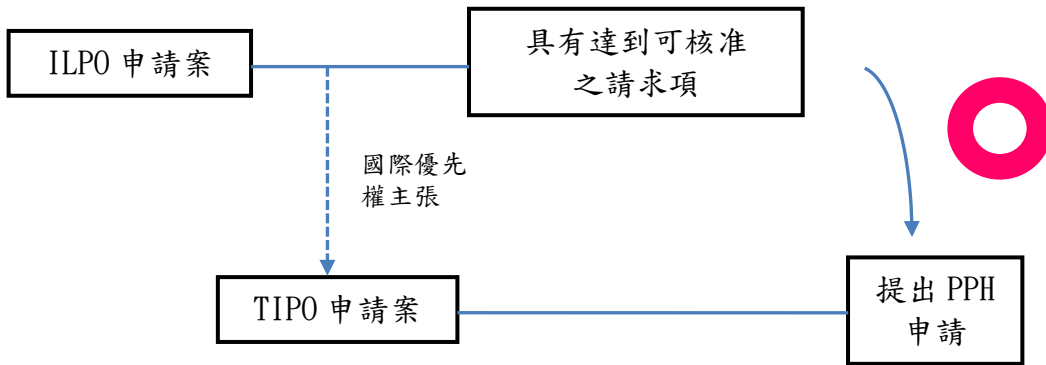 ILPO 申請案
具有達到可核准
之請求項
國際優先
權主張
TIPO 申請案
提出 PPH
申請